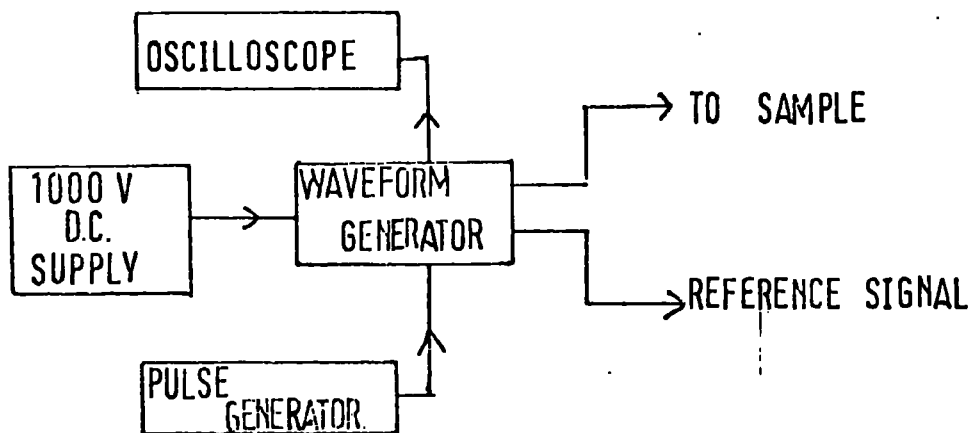 OSCILLOSCOPE
TO SAMPLE
1000 V
D.C.
SUPPLY
WAVEFORM
GENERATOR
REFERENCE SIGNAL
PULSE
GENERATOR.